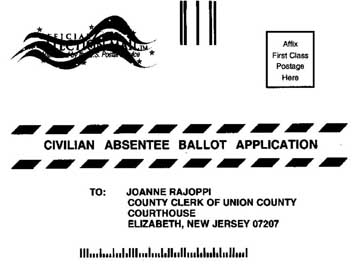 OFFICIAL
ELECTION MAIL TM
Affix
First Class
Postage
Here
CIVILIAN ABSENTEE BALLOT APPLICATION
TO: JOANNE RAJOPPI
COUNTY CLERK OF UNION COUNTY
COURTHOUSE
ELIZABETH, NEW JERSEY 07207